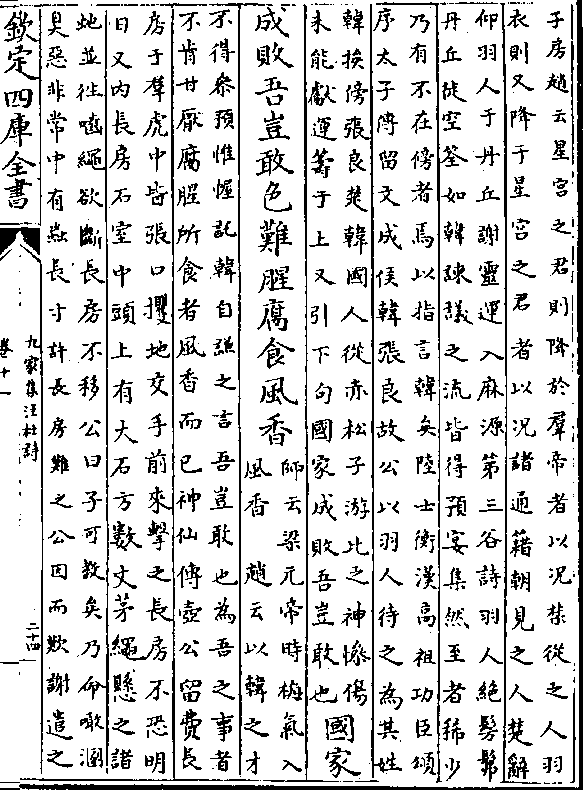 子房趙云星宮之君則降於羣帝者以况禁從之人羽
衣則又降于星宮之君者以况諸通籍朝見之人楚辭
仰羽人于丹丘謝靈運入麻源第三谷詩羽人絶髣髴
丹丘徒空筌如韓諫議之流皆得預宴集然至者稀少
乃有不在傍者焉以指言韓矣陸士衡漢高祖功臣頌
序太子傅留文成侯韓張良故公以羽人待之為其姓
韓挨傍張良楚韓國人從赤松子游比之神慘傷
未能獻運籌于上又引下句國家成敗吾豈敢也 國家
成敗吾豈敢色難腥腐食風香 師云梁元帝時梅氣入
風香 趙云以韓之才
不得叅預惟幄託韓自謙之言吾豈敢也為吾之事者
不肯甘厭腐腥所食者風香而已神仙傳壺公留費長
房于羣虎中皆張口攫地交手前來擊之長房不恐明
日又内長房石室中頭上有大石方數丈茅繩懸之諸
虵並往嚙繩欲斷長房不移公曰子可教矣乃命噉溷
臭惡非常中有蟲長寸許長房難之公因而歎謝遣之
欽定四庫全書
九家集注杜詩
卷十一
二十四